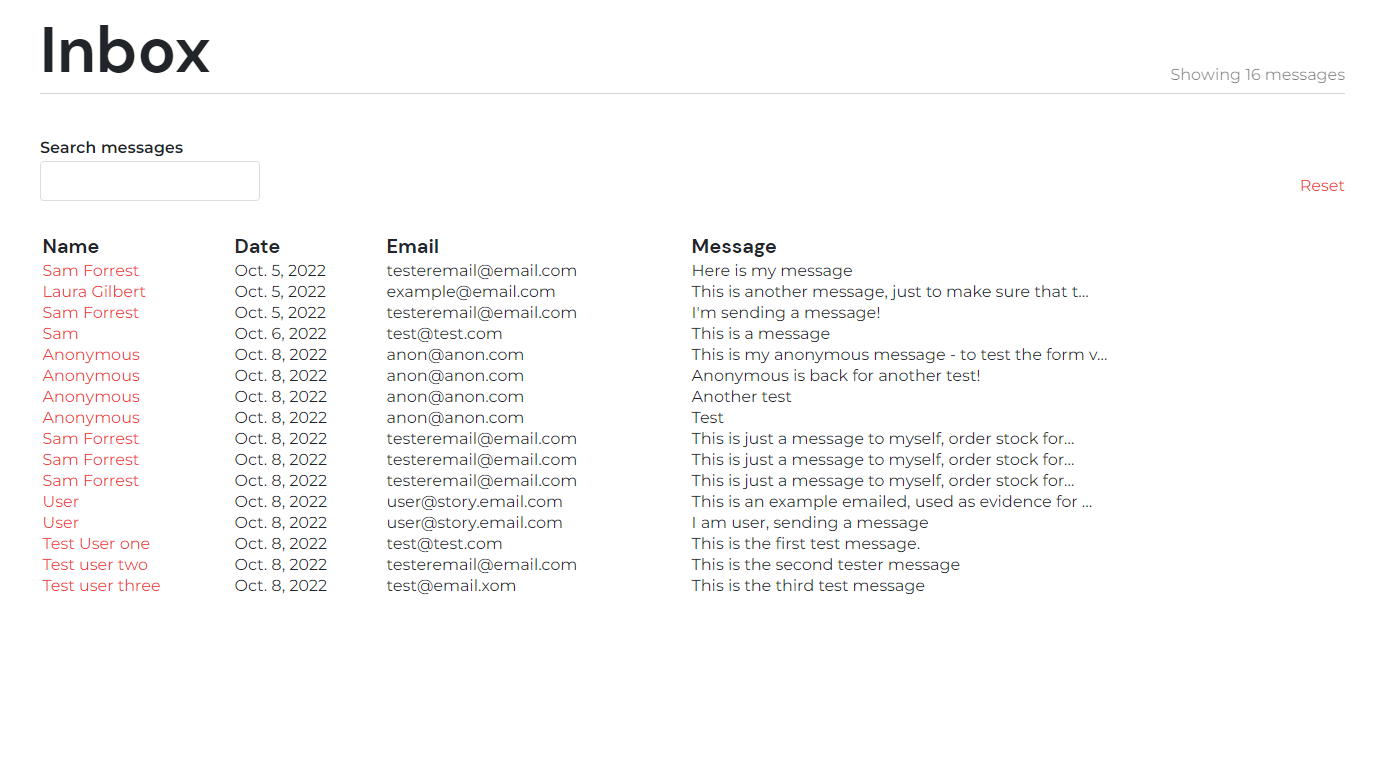 Inbox
Showing 16 messages
Search messages
Reset
Name Date Email Message
Sam Forrest Oct. 5, 2022 testeremail@email.com Here is my message
Laura Gilbert Oct. 5, 2022 example@email.com This is another message, just to make sure that t...
Sam Forrest Oct. 5, 2022 testeremail@email.com I'm sending a message!
Sam Oct. 6, 2022 test@test.com This is a message
Anonymous Oct. 8, 2022 anon@anon.com This is my anonymous message - to test the form v...
Anonymous Oct. 8, 2022 anon@anon.com Anonymous is back for another test!
Anonymous Oct. 8, 2022 anon@anon.com Another test
Anonymous Oct. 8, 2022 anon@anon.com Test
Sam Forrest Oct. 8, 2022 testeremail@email.com This is just a message to myself, order stock for...
Sam Forrest Oct. 8, 2022 testeremail@email.com This is just a message to myself, order stock for...
Sam Forrest Oct. 8, 2022 testeremail@email.com This is just a message to myself, order stock for...
User Oct. 8, 2022 user@story.email.com This is an example emailed, used as evidence for ...
User Oct. 8, 2022 user@story.email.com I am user, sending a message
Test User one Oct. 8, 2022 test@test.com This is the first test message.
Test user two Oct. 8, 2022 testeremail@email.com This is the second tester message
Test user three Oct. 8, 2022 test@email.xom This is the third test message